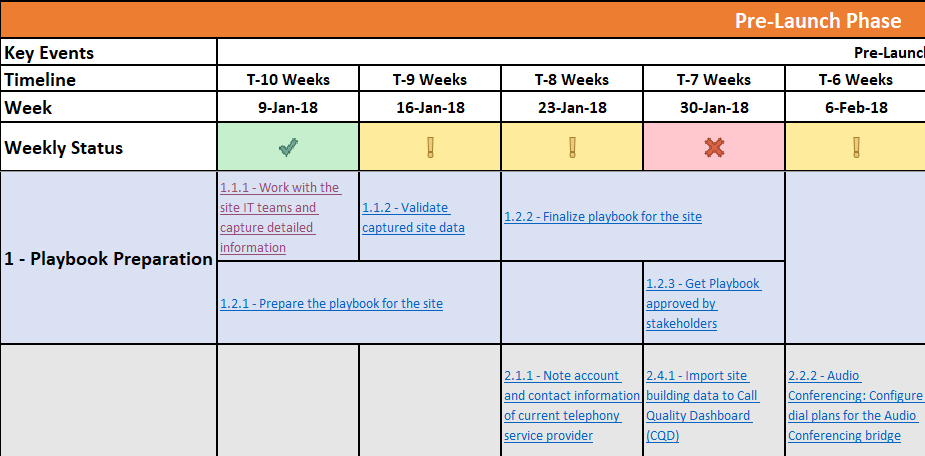 Pre-Launch Phase
Key Events
Pre-Launch
Timeline
T-10 Weeks
T-9 Weeks
T-8 Weeks
T-7 Weeks
T-6 Weeks
Week
9-Jan-18
16-Jan-18
23-Jan-18
30-Jan-18
6-Feb-18
Weekly Status
1 - Playbook Preparation
1.1.1 - Work with the
site IT teams and
capture detailed
information
1.1.2 - Validate
captured site data
1.2.2 - Finalize playbook for the site
1.2.1 - Prepare the playbook for the site
1.2.3 - Get Playbook
approved by
stakeholders
2.1.1 - Note account
and contact information
of current telephony
service provider
2.4.1 - Import site
building data to Call
Quality Dashboard
(CQD)
2.2.2 - Audio
Conferencing: Configure
dial plans for the Audio
Conferencing bridge